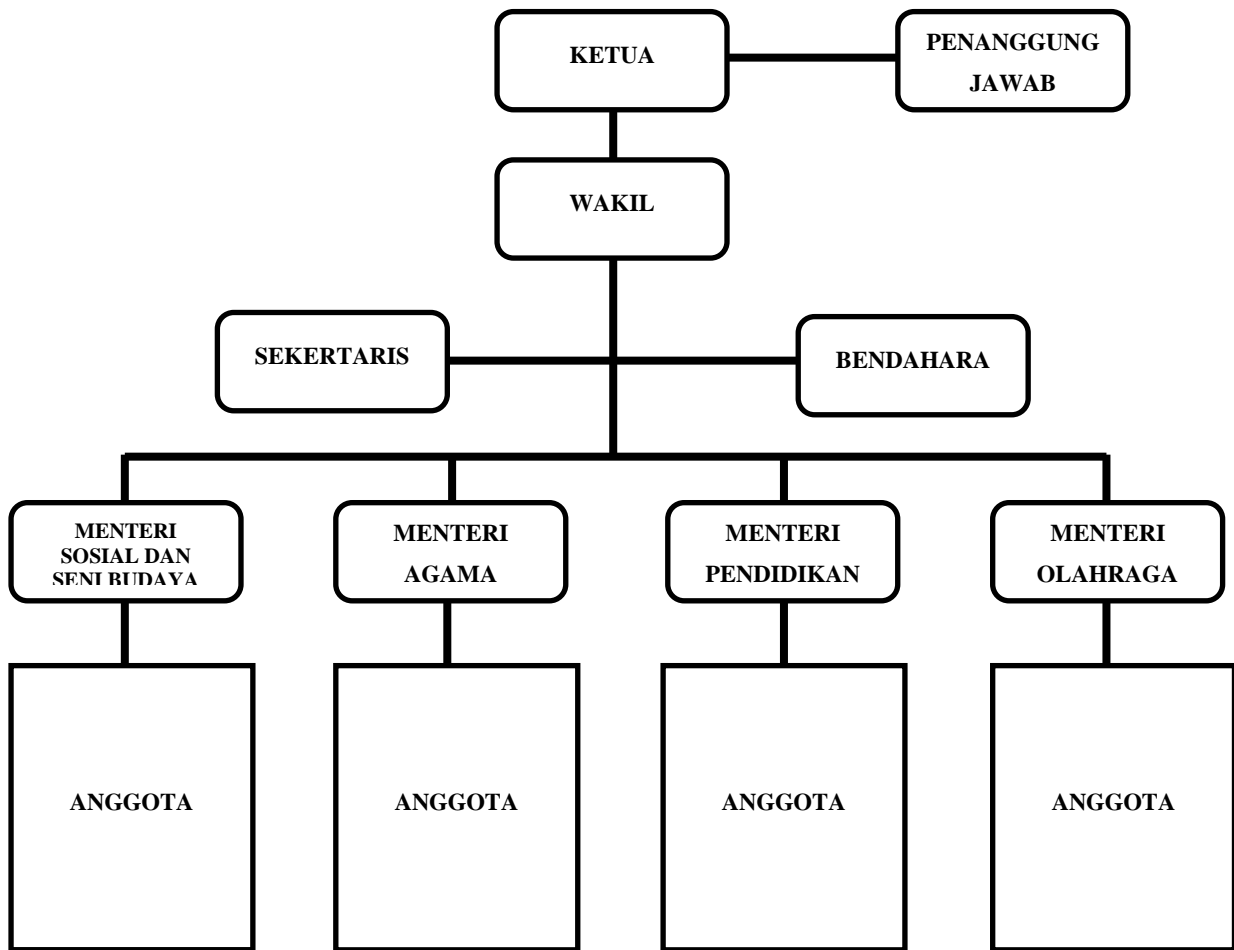 KETUA
PENANGGUNG
JAWAB
WAKIL
SEKERTARIS
BENDAHARA
MENTERI
SOSIAL DAN
SENI BUDAYA
MENTERI
AGAMA
MENTERI
PENDIDIKAN
MENTERI
OLAHRAGA
ANGGOTA
ANGGOTA
ANGGOTA
ANGGOTA